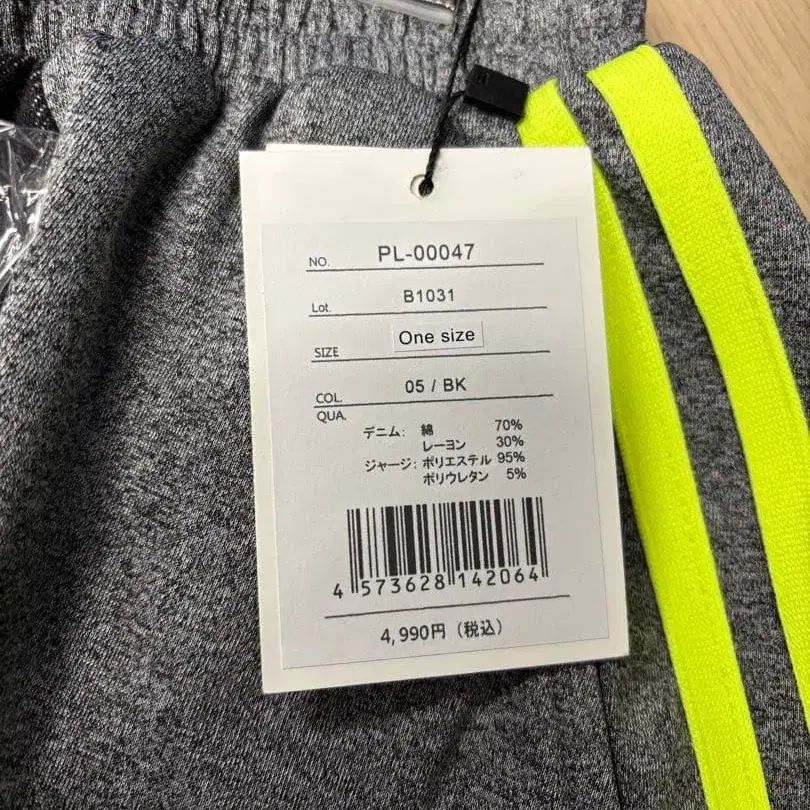 NO. PL-00047
Lot. B1031
SIZE One size
COL. 05 / BK
QUA.
デニム: 綿 70%
レーヨン 30%
ジャージ: ポリエステル 95%
ポリウレタン 5%
4 573628 142064
4,990円 (税込)